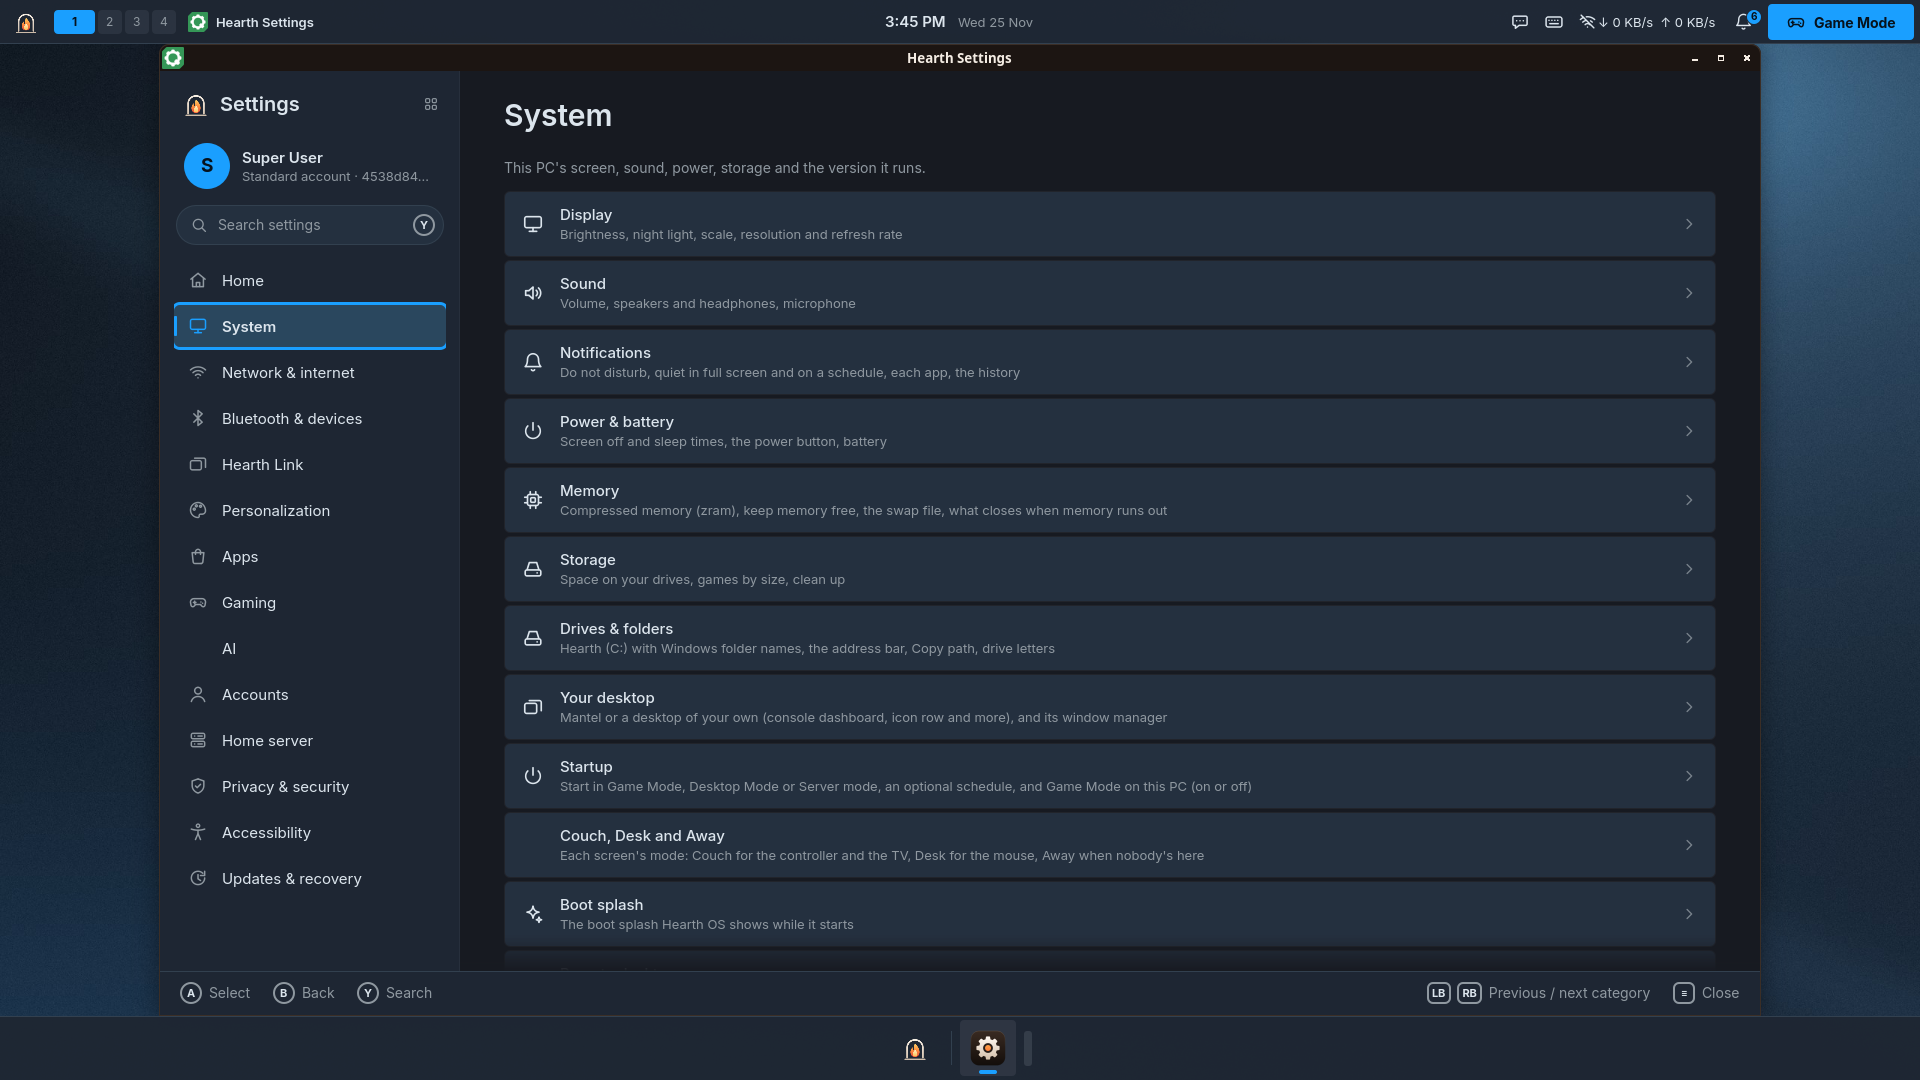 1 2 3 4 Hearth Settings 3:45 PM Wed 25 Nov ↓ 0 KB/s ↑ 0 KB/s 6 Game Mode
Hearth Settings
Settings
S
Super User
Standard account · 4538d84...
Search settings Y
Home
System
Network & internet
Bluetooth & devices
Hearth Link
Personalization
Apps
Gaming
AI
Accounts
Home server
Privacy & security
Accessibility
Updates & recovery
System
This PC's screen, sound, power, storage and the version it runs.
Display
Brightness, night light, scale, resolution and refresh rate
Sound
Volume, speakers and headphones, microphone
Notifications
Do not disturb, quiet in full screen and on a schedule, each app, the history
Power & battery
Screen off and sleep times, the power button, battery
Memory
Compressed memory (zram), keep memory free, the swap file, what closes when memory runs out
Storage
Space on your drives, games by size, clean up
Drives & folders
Hearth (C:) with Windows folder names, the address bar, Copy path, drive letters
Your desktop
Mantel or a desktop of your own (console dashboard, icon row and more), and its window manager
Startup
Start in Game Mode, Desktop Mode or Server mode, an optional schedule, and Game Mode on this PC (on or off)
Couch, Desk and Away
Each screen's mode: Couch for the controller and the TV, Desk for the mouse, Away when nobody's here
Boot splash
The boot splash Hearth OS shows while it starts
A Select B Back Y Search LB RB Previous / next category ≡ Close